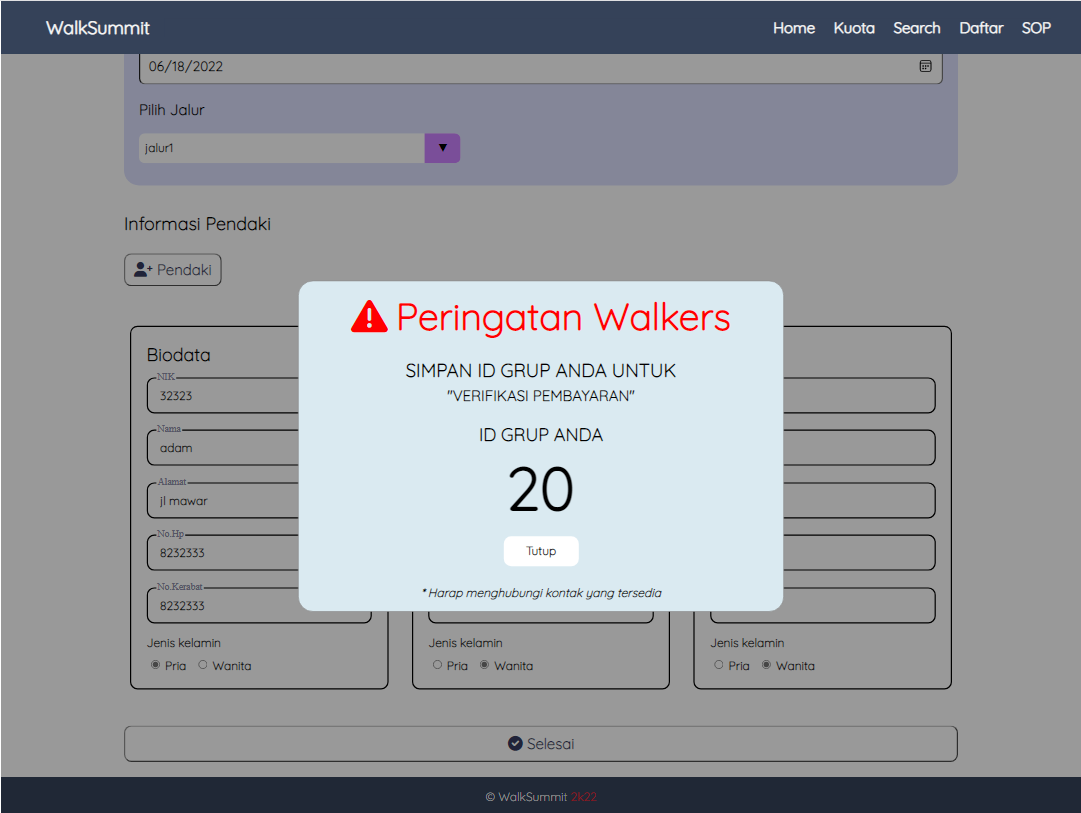 WalkSummit
Home Kuota Search Daftar SOP
06/18/2022
Pilih Jalur
jalur1
Informasi Pendaki
Pendaki
Peringatan Walkers
SIMPAN ID GRUP ANDA UNTUK
"VERIFIKASI PEMBAYARAN"
ID GRUP ANDA
20
Tutup
* Harap menghubungi kontak yang tersedia
Biodata
NIK
32323
Nama
adam
Alamat
jl mawar
No.Hp
8232333
No.Kerabat
8232333
Jenis kelamin
Pria Wanita
Jenis kelamin
Pria Wanita
Jenis kelamin
Pria Wanita
Selesai
© WalkSummit 2k22